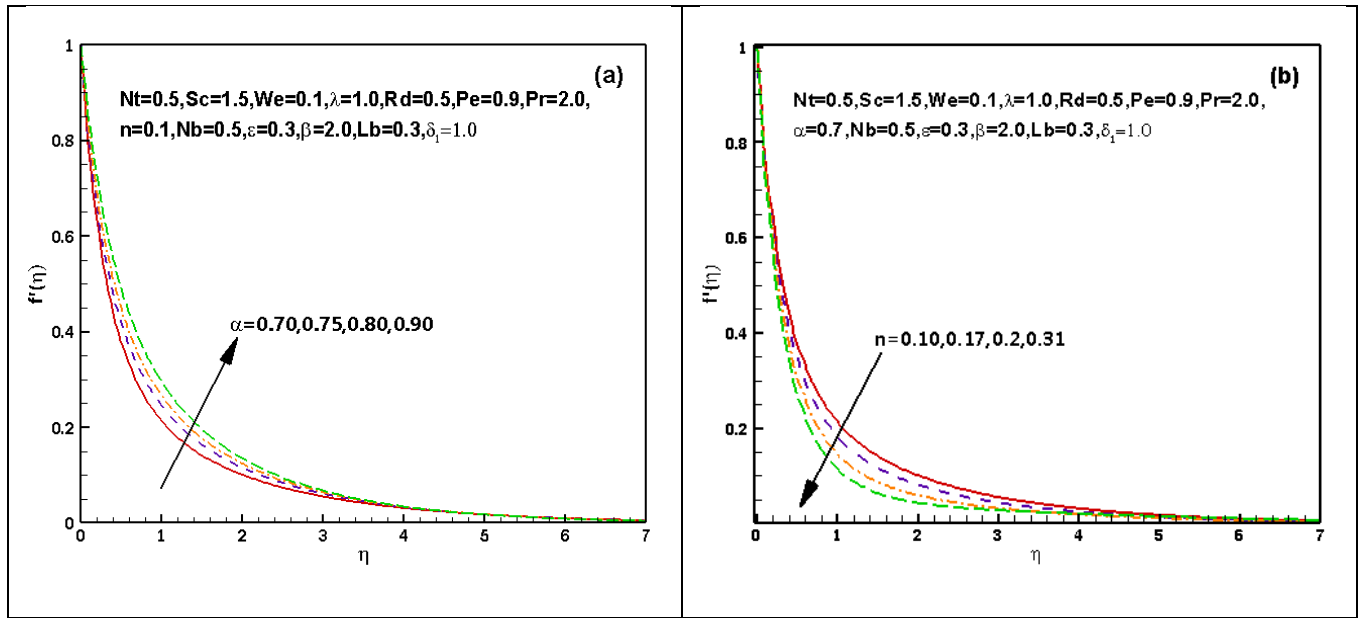 (a)
Nt=0.5,Sc=1.5,We=0.1,λ=1.0,Rd=0.5,Pe=0.9,Pr=2.0,
n=0.1,Nb=0.5,ε=0.3,β=2.0,Lb=0.3,δ₁=1.0
α=0.70,0.75,0.80,0.90
f'(η)
1
0.8
0.6
0.4
0.2
0
0 1 2 3 4 5 6 7
η
(b)
Nt=0.5,Sc=1.5,We=0.1,λ=1.0,Rd=0.5,Pe=0.9,Pr=2.0,
α=0.7,Nb=0.5,ε=0.3,β=2.0,Lb=0.3,δ₁=1.0
n=0.10,0.17,0.2,0.31
f'(η)
1
0.8
0.6
0.4
0.2
0 1 2 3 4 5 6 7
η